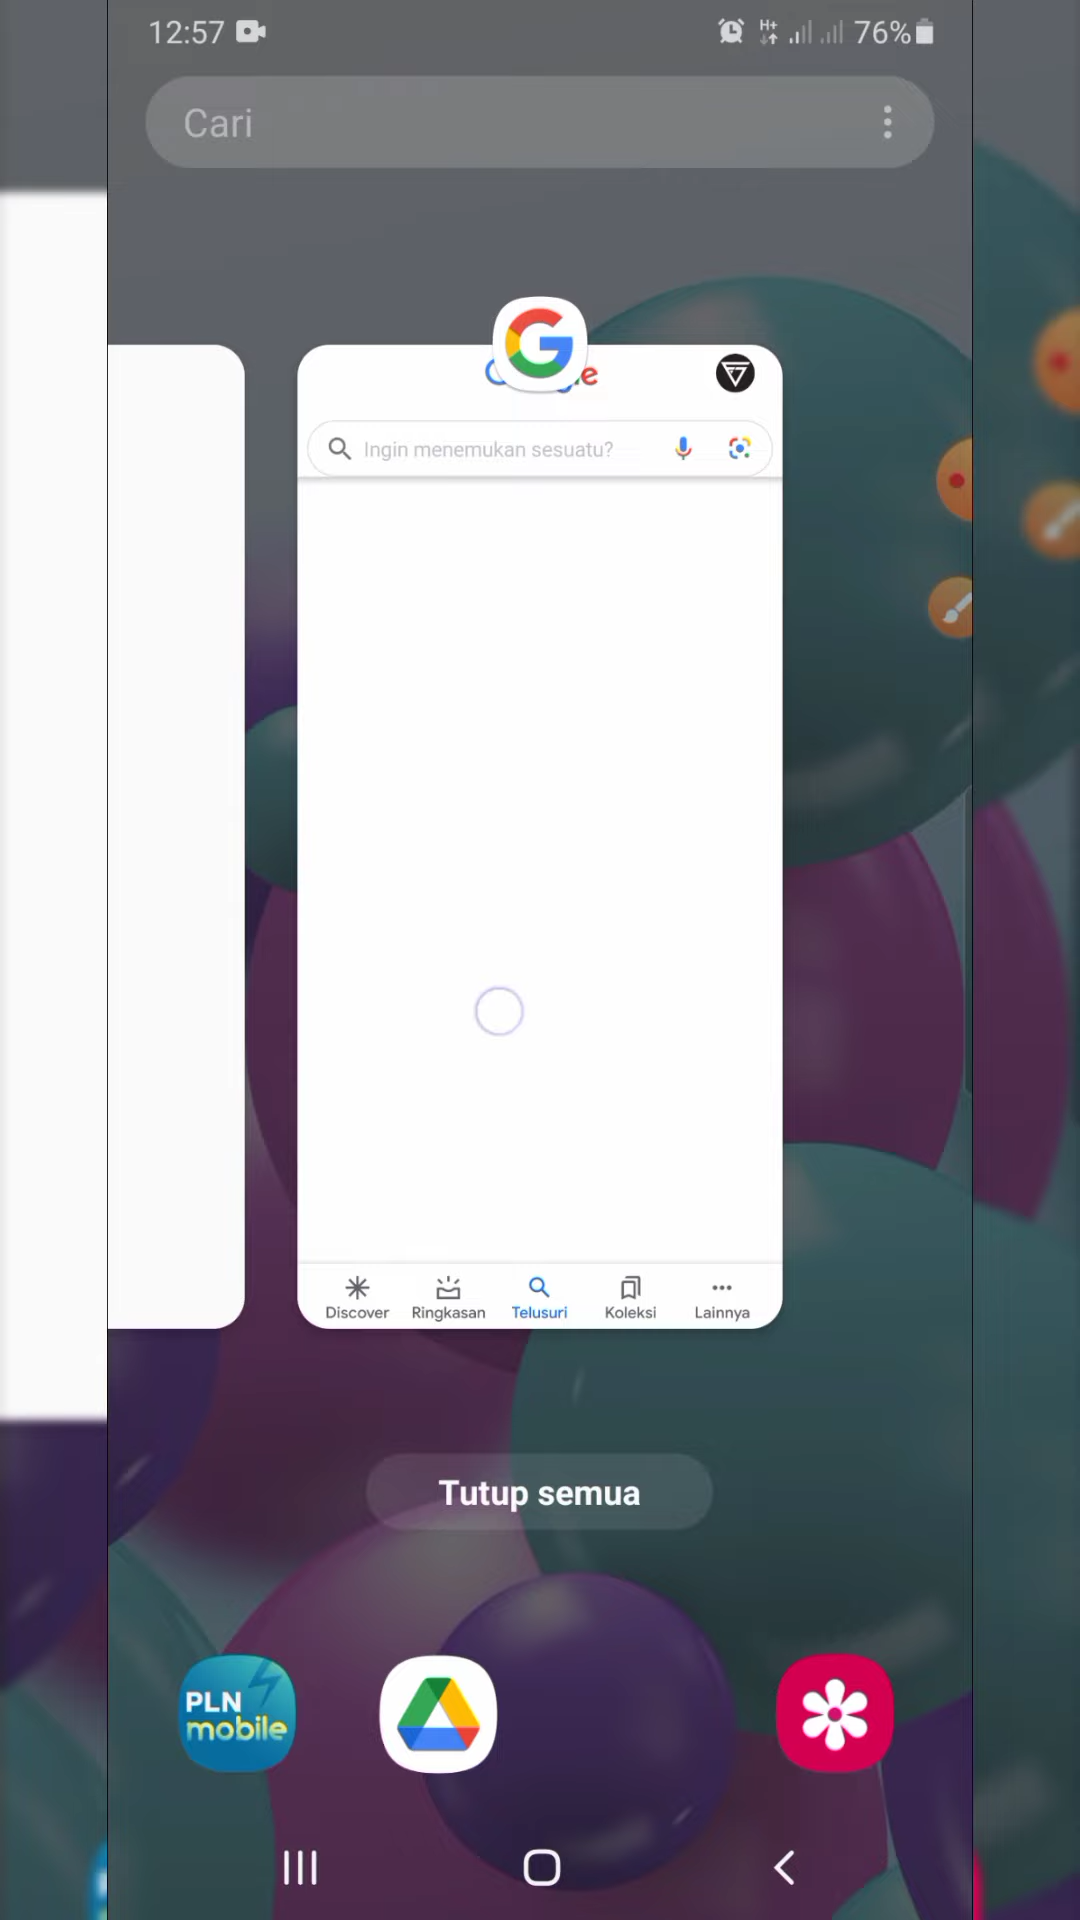 12:57
H+
76%
Cari
G
Ingin menemukan sesuatu?
Discover Ringkasan Telusuri Koleksi Lainnya
Tutup semua
PLN
mobile